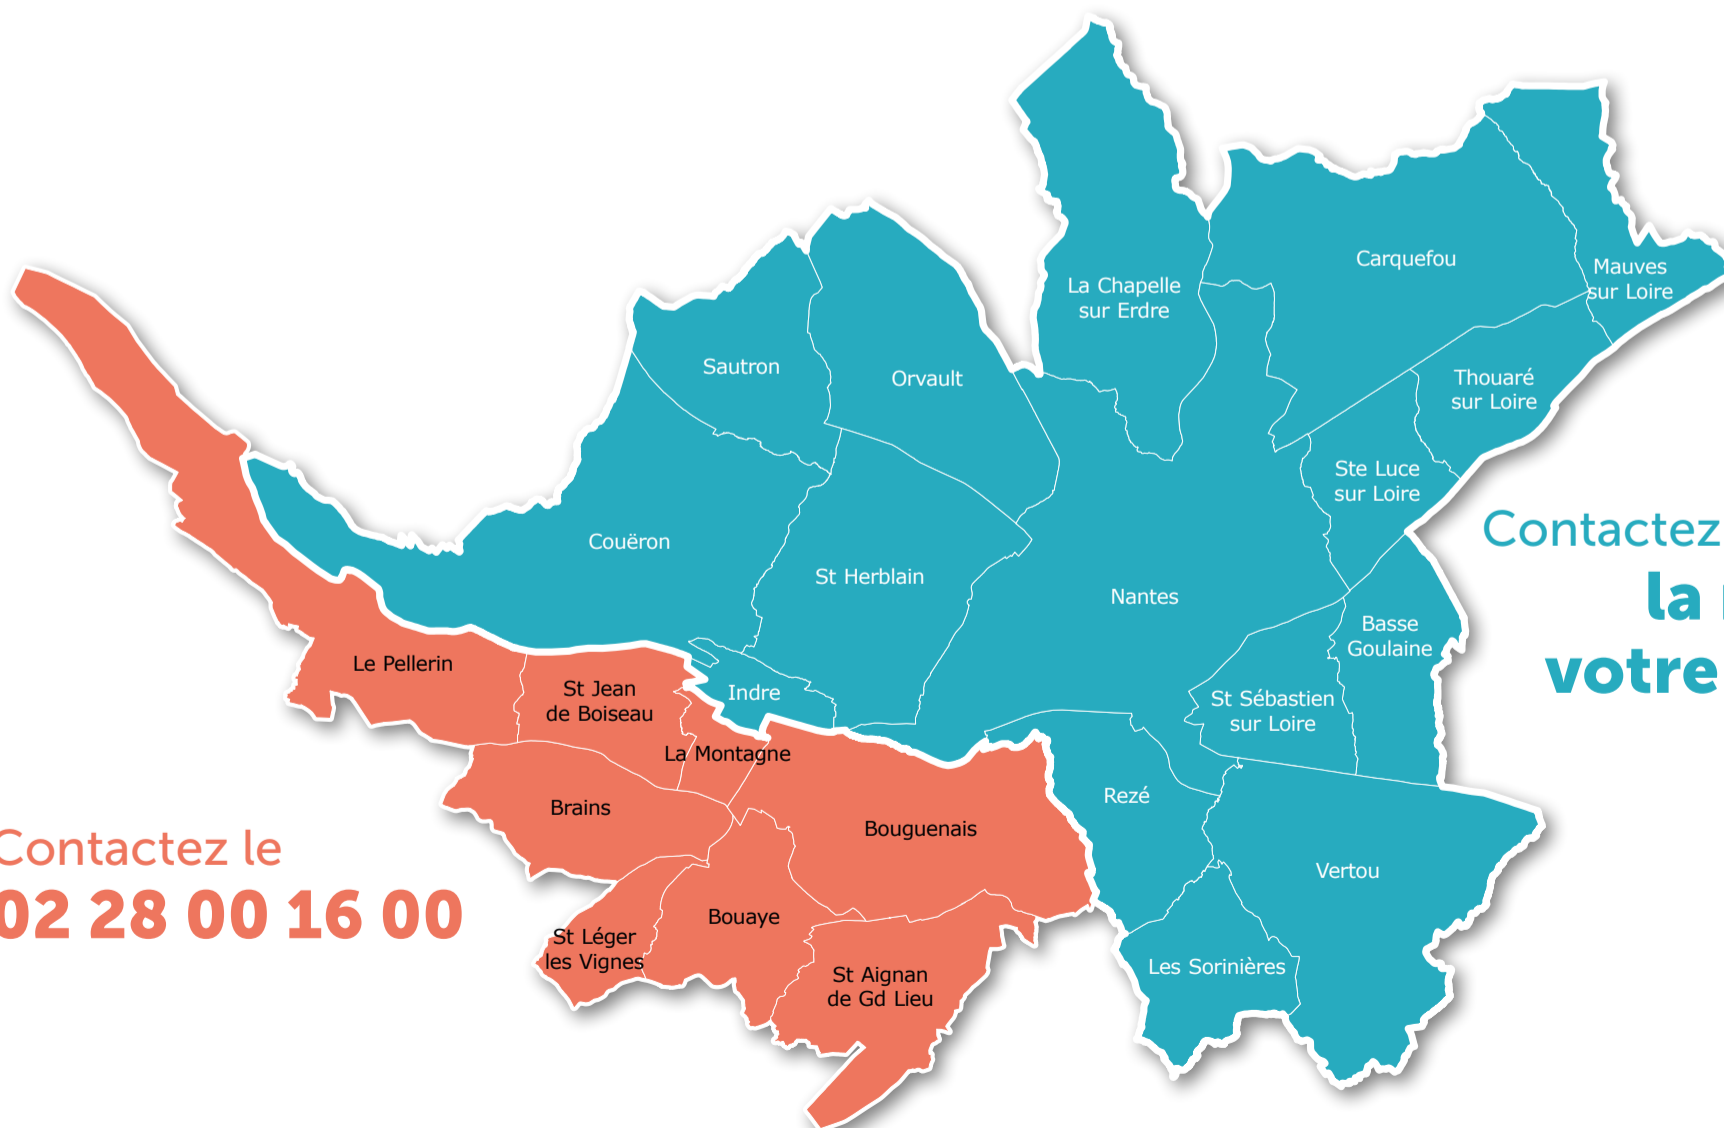 La Chapelle
sur Erdre
Carquefou
Mauves
sur Loire
Sautron
Orvault
Thouaré
sur Loire
Ste Luce
sur Loire
Couëron
St Herblain
Nantes
Basse
Goulaine
Contactez
la
votre
Le Pellerin
St Jean
de Boiseau
Indre
St Sébastien
sur Loire
La Montagne
Brains
Bouguenais
Rezé
Vertou
Contactez le
02 28 00 16 00
St Léger
les Vignes
Bouaye
St Aignan
de Gd Lieu
Les Sorinières